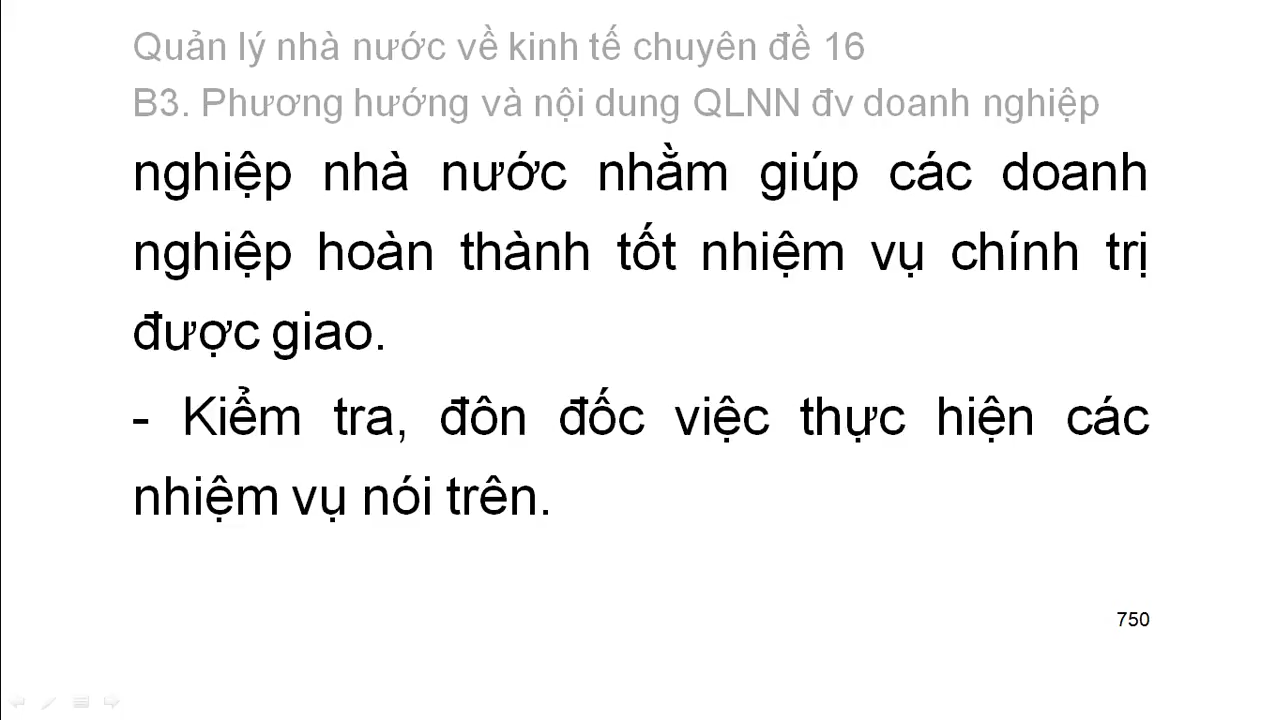 Quản lý nhà nước về kinh tế chuyên đề 16
B3. Phương hướng và nội dung QLNN đv doanh nghiệp
nghiệp nhà nước nhằm giúp các doanh
nghiệp hoàn thành tốt nhiệm vụ chính trị
được giao.
- Kiểm tra, đôn đốc việc thực hiện các
nhiệm vụ nói trên.
750